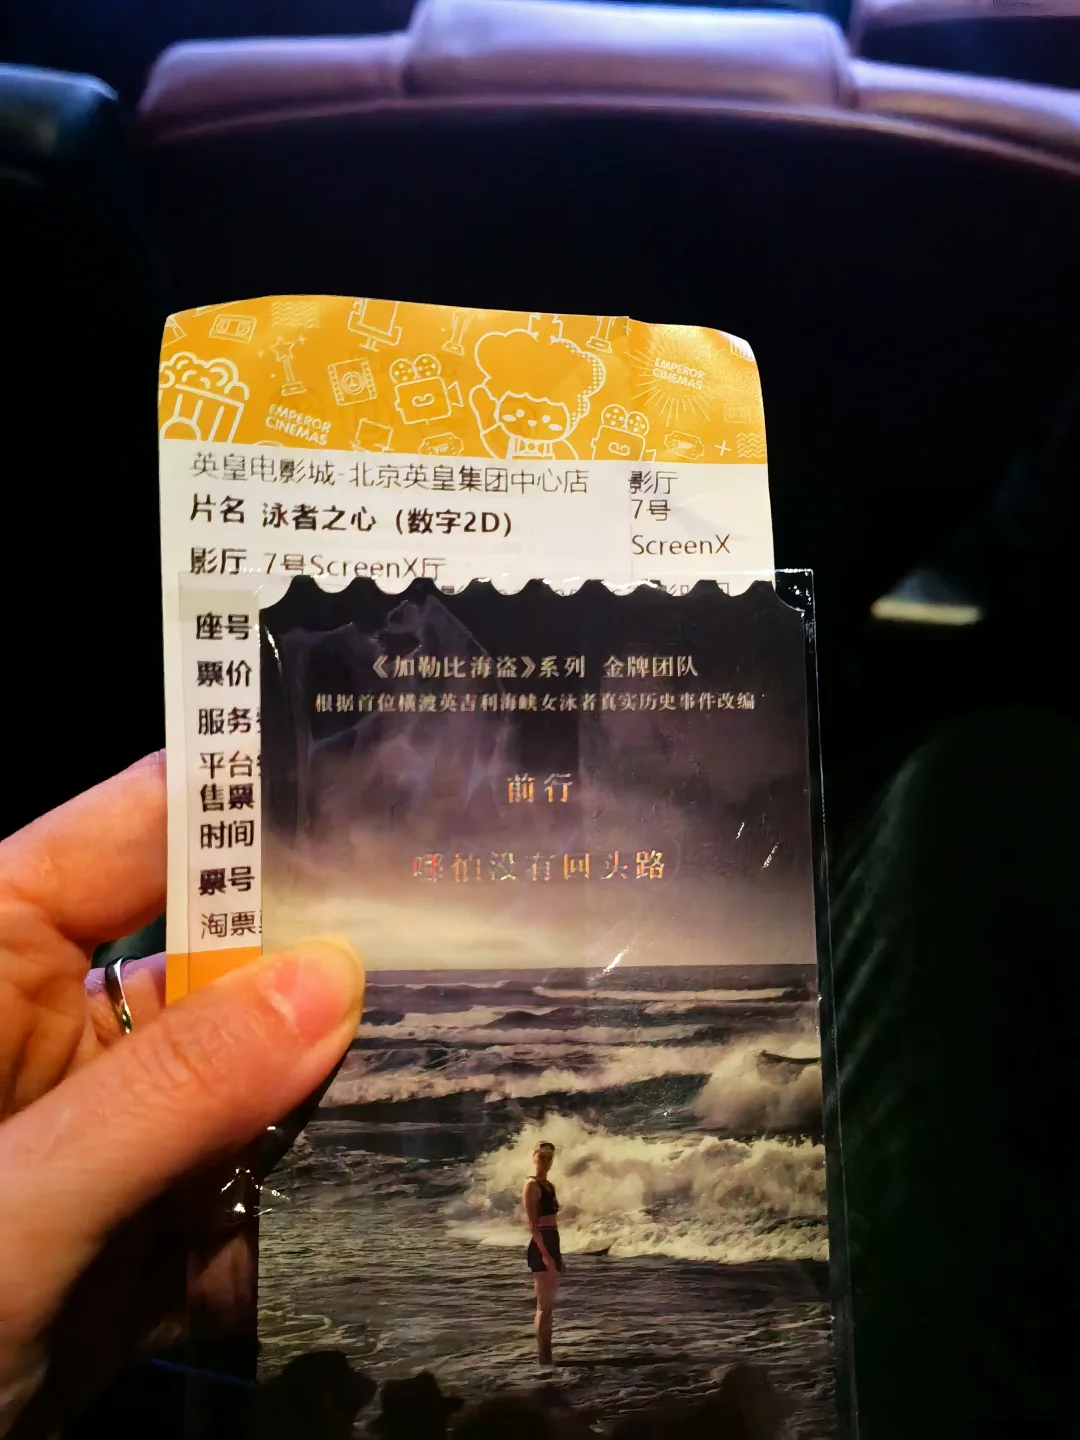 EMPEROR
CINEMAS
EMPEROR
CINEMAS
英皇电影城-北京英皇集团中心店
片名 泳者之心（数字2D）
影厅 7号ScreenX厅
影厅
7号
ScreenX
座号
票价
服务
平台
售票
时间
票号
淘票
《加勒比海盗》系列 金牌团队
根据首位横渡英吉利海峡女泳者真实历史事件改编
前行
哪怕没有回头路